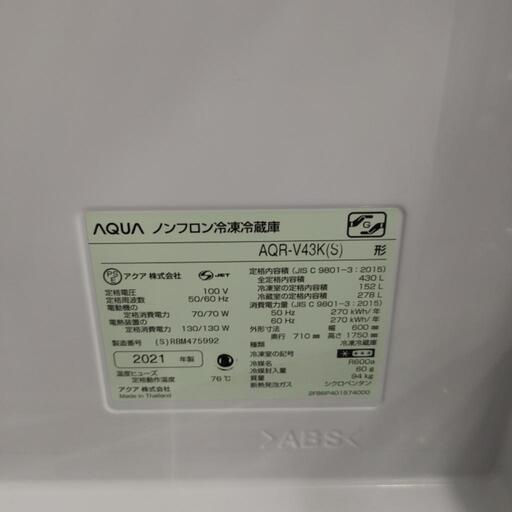 AQUA ノンフロン冷凍冷蔵庫
AQR-V43K(S) 形
PS
E
アクア株式会社
JET
定格電圧 100 V
定格周波数 50/60 Hz
電動機の
定格消費電力 70/70 W
電熱装置の
定格消費電力 130/130 W
製造番号 (S)RBM475992
2021 年製
温度ヒューズ
定格動作温度 76℃
アクア株式会社
Made in Thailand
G
定格内容積 (JIS C 9801-3:2015)
全定格内容積 430 L
冷凍室の定格内容積 152 L
冷蔵室の定格内容積 278 L
消費電力量 (JIS C 9801-3:2015)
50 Hz 270 kWh/年
60 Hz 270 kWh/年
外形寸法 幅 600 mm
奥行 710 mm 高さ 1750 mm
種類 冷凍冷蔵庫
冷凍室の記号
冷媒名 R600a
冷媒封入量 60 g
質量 94 kg
断熱発泡ガス シクロペンタン
2FB6P401574000
>ABS<